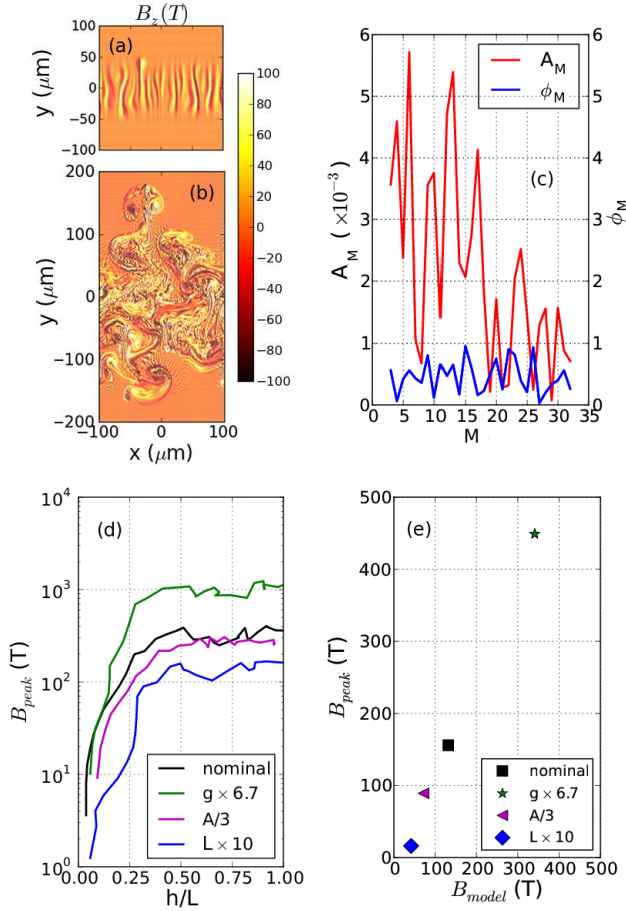 B_z(T)
(a)
y (μm)
100
50
0
−50
−100
(b)
y (μm)
200
100
0
−100
−200
−100
0
100
x (μm)
100
80
60
40
20
0
−20
−40
−60
−80
−100
A_M
ϕ_M
(c)
A_M (×10^−3)
6
5
4
3
2
1
0
ϕ_M
6
5
4
3
2
1
0
0 5 10 15 20 25 30 35
M
(d)
B_peak (T)
10^4
10^3
10^2
10^1
10^0
nominal
g × 6.7
A/3
L × 10
0.00 0.25 0.50 0.75 1.00
h/L
(e)
B_peak (T)
500
450
400
350
300
250
200
150
100
50
0
nominal
g × 6.7
A/3
L × 10
0 100 200 300 400 500
B_model (T)